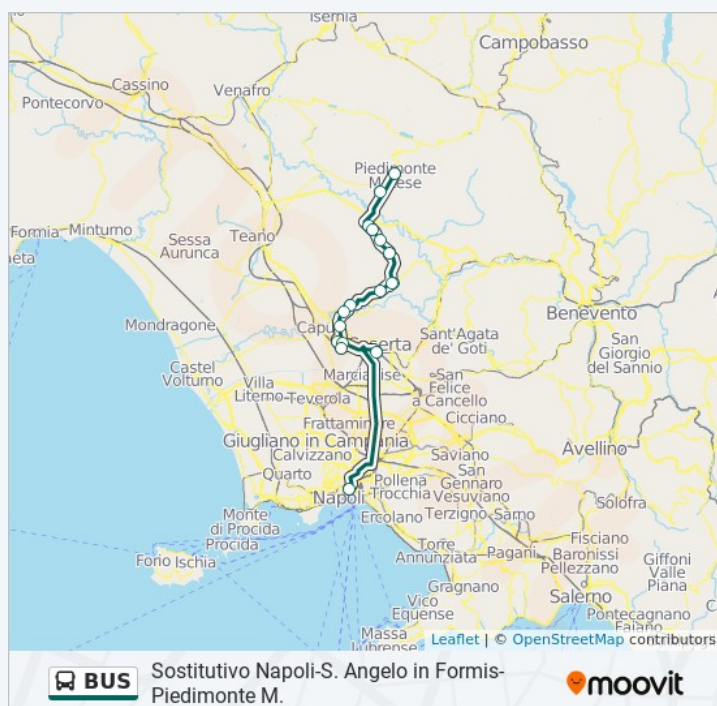 Isernia
Campobasso
Cassino
Pontecorvo
Venafro
Piedimonte
Matese
Formia
Minturno
Gaeta
Sessa
Aurunca
Teano
Benevento
Mondragone
Capua
Caserta
Sant'Agata
de' Goti
San
Giorgio
del Sannio
Castel
Volturno
Marcianise
San
Felice
a Cancello
Villa
Literno
Teverola
Cicciano
Frattaminore
Giugliano in Campania
Avellino
Calvizzano
Saviano
Quarto
Pollena
Trocchia
San
Gennaro
Vesuviano
Napoli
Solofra
Monte
di Procida
Procida
Ercolano
Terzigno
Sarno
Forio
Ischia
Torre
Annunziata
Pagani
Fisciano
Baronissi
Pellezzano
Giffoni
Valle
Piana
Gragnano
Salerno
Vico
Equense
Pontecagnano
Faiano
Massa
Lubrense
Leaflet | © OpenStreetMap contributors
BUS
Sostitutivo Napoli-S. Angelo in Formis-
Piedimonte M.
moovit